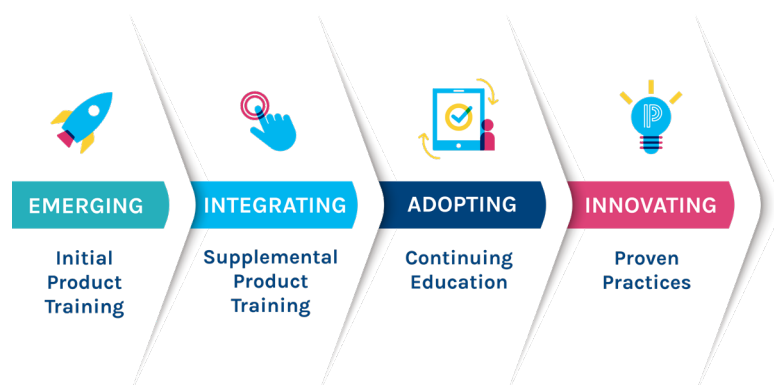 EMERGING
INTEGRATING
ADOPTING
INNOVATING
Initial
Product
Training
Supplemental
Product
Training
Continuing
Education
Proven
Practices
P